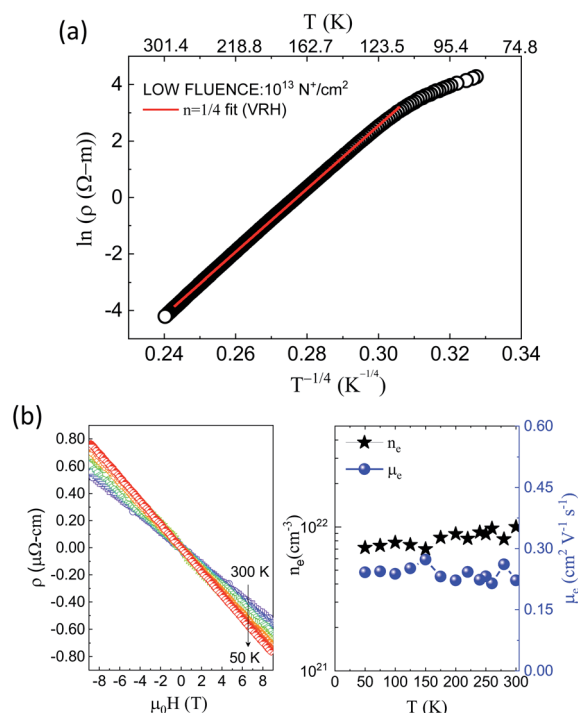 (a)
T (K)
301.4 218.8 162.7 123.5 95.4 74.8
LOW FLUENCE:10¹³ N⁺/cm²
n=1/4 fit (VRH)
ln (ρ (Ω−m))
4
2
0
-2
-4
0.24 0.26 0.28 0.30 0.32 0.34
T⁻¹/⁴ (K⁻¹/⁴)
(b)
ρ (μΩ-cm)
0.80
0.60
0.40
0.20
0.00
-0.20
-0.40
-0.60
-0.80
300 K
50 K
-8 -6 -4 -2 0 2 4 6 8
μ₀H (T)
nₑ
μₑ
nₑ(cm⁻³)
10²²
10²¹
0.60
0.45
0.30
0.15
0.00
μₑ (cm² V⁻¹ s⁻¹)
0 50 100 150 200 250 300
T (K)